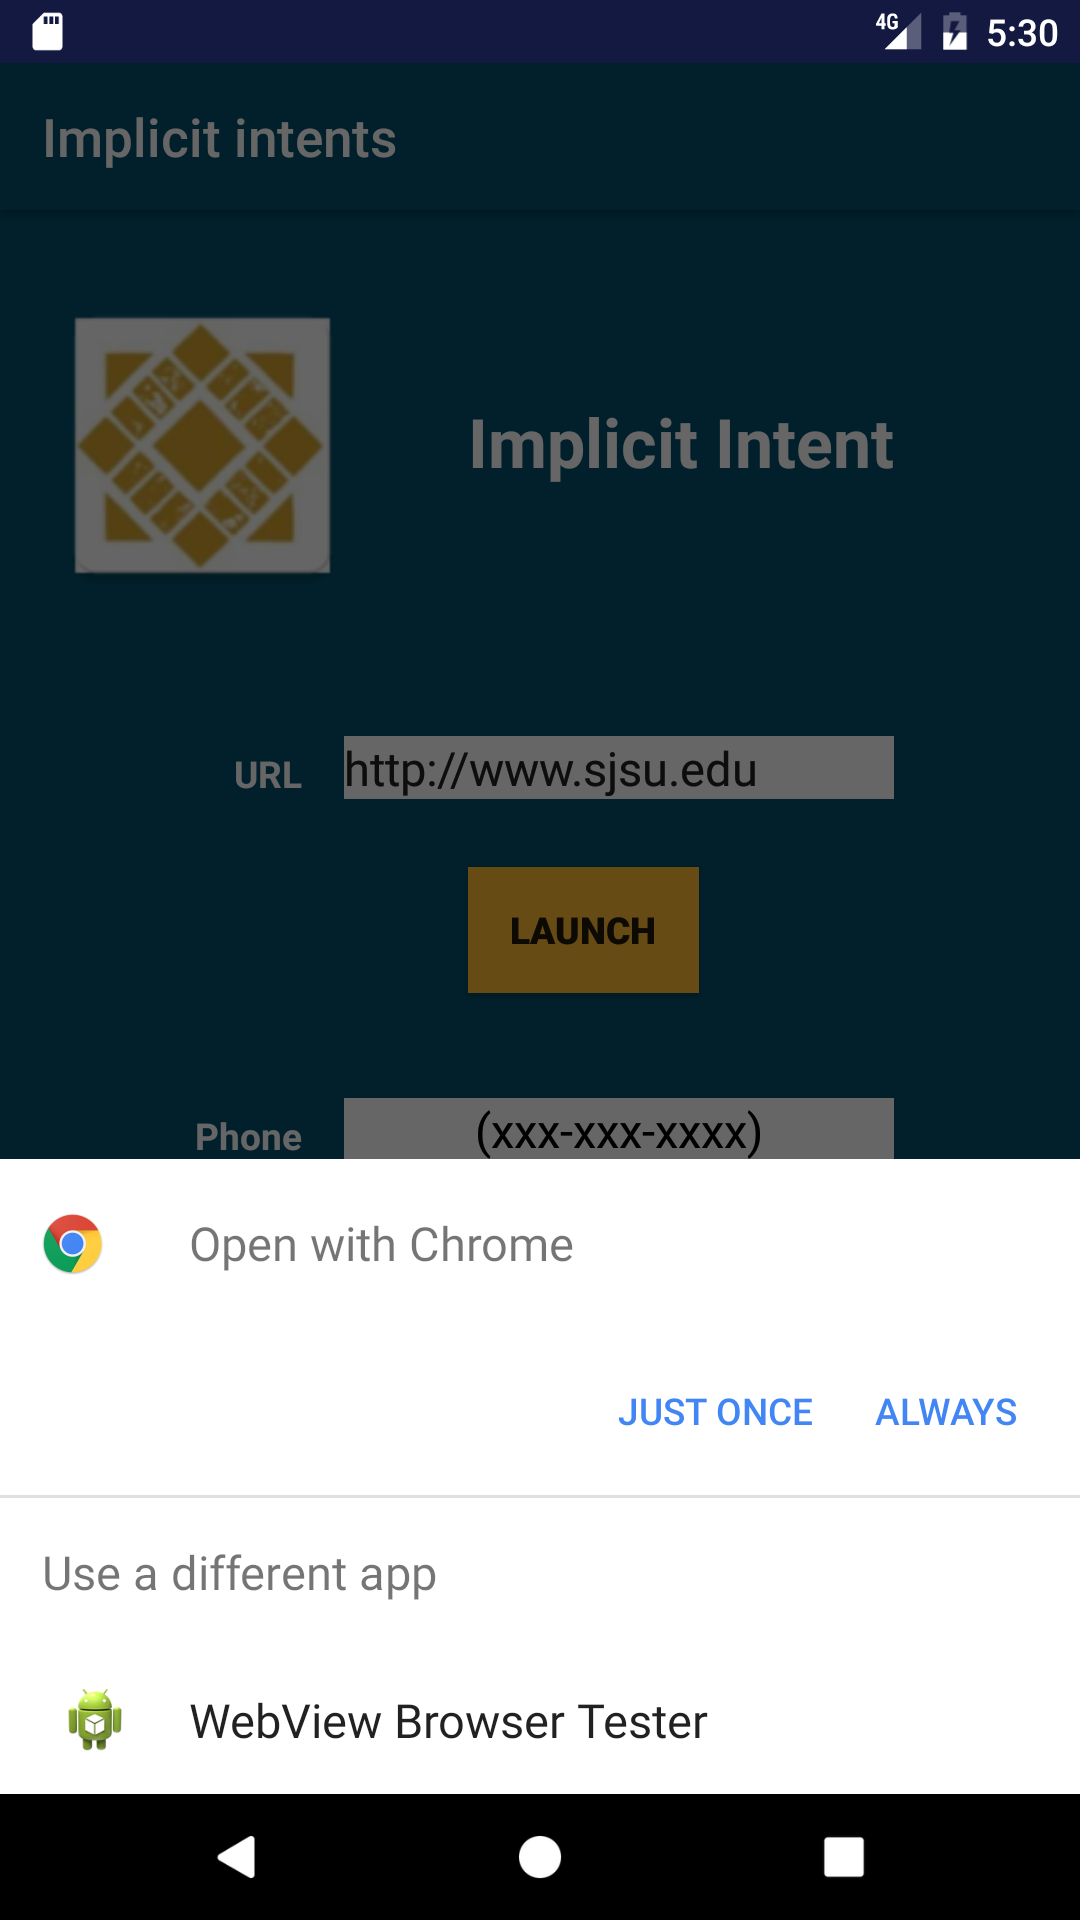 4G 5:30
Implicit intents
Implicit Intent
URL http://www.sjsu.edu
LAUNCH
Phone (xxx-xxx-xxxx)
Open with Chrome
JUST ONCE ALWAYS
Use a different app
WebView Browser Tester